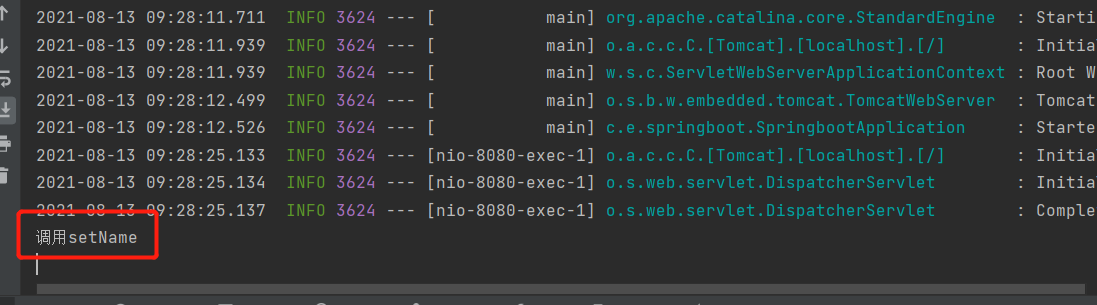 2021-08-13 09:28:11.711  INFO 3624 --- [           main] org.apache.catalina.core.StandardEngine  : Starti
2021-08-13 09:28:11.939  INFO 3624 --- [           main] o.a.c.c.C.[Tomcat].[localhost].[/]       : Initia
2021-08-13 09:28:11.939  INFO 3624 --- [           main] w.s.c.ServletWebServerApplicationContext : Root W
2021-08-13 09:28:12.499  INFO 3624 --- [           main] o.s.b.w.embedded.tomcat.TomcatWebServer  : Tomcat
2021-08-13 09:28:12.526  INFO 3624 --- [           main] c.e.springboot.SpringbootApplication     : Starte
2021-08-13 09:28:25.133  INFO 3624 --- [nio-8080-exec-1] o.a.c.c.C.[Tomcat].[localhost].[/]       : Initia
2021-08-13 09:28:25.134  INFO 3624 --- [nio-8080-exec-1] o.s.web.servlet.DispatcherServlet        : Initia
2021-08-13 09:28:25.137  INFO 3624 --- [nio-8080-exec-1] o.s.web.servlet.DispatcherServlet        : Comple
调用setName